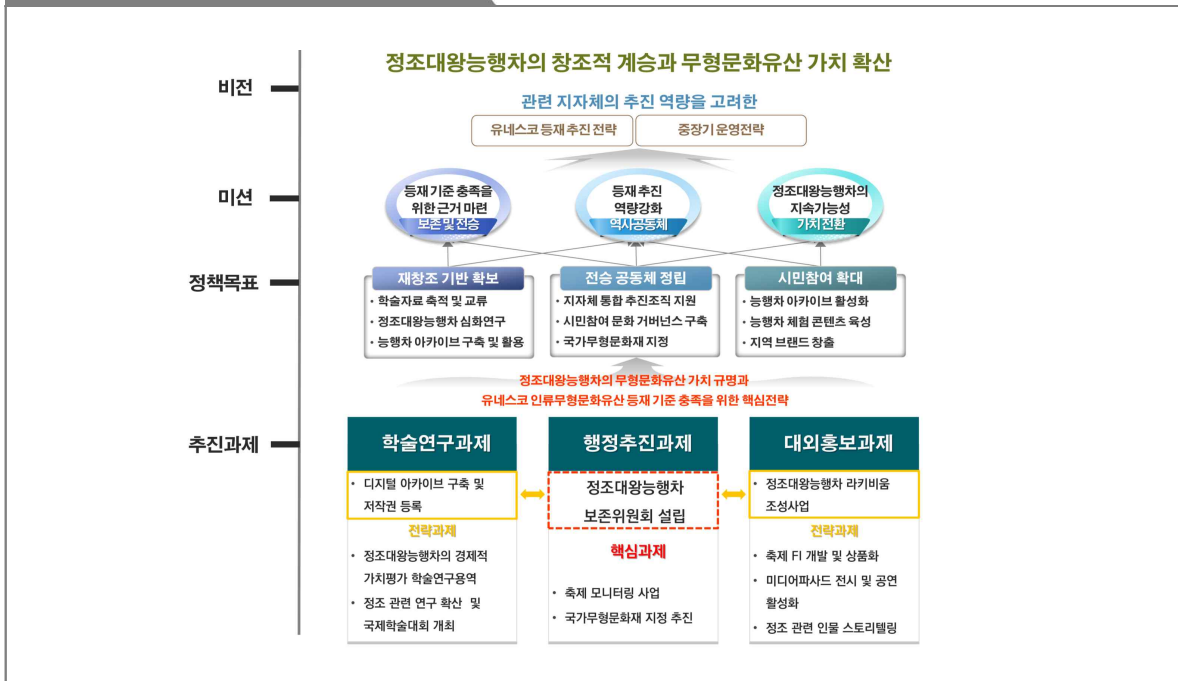 비전
정조대왕능행차의 창조적 계승과 무형문화유산 가치 확산
관련 지자체의 추진 역량을 고려한
유네스코 등재 추진 전략
중장기 운영전략
미션
등재 기준 충족을
위한 근거 마련
보존 및 전승
등재 추진
역량강화
역사공동체
정조대왕능행차의
지속가능성
가치전환
정책목표
재창조 기반 확보
• 학술자료 축적 및 교류
• 정조대왕능행차 심화연구
• 능행차 아카이브 구축 및 활용
전승 공동체 정립
• 지자체 통합 추진조직 지원
• 시민참여 문화 거버넌스 구축
• 국가무형문화재 지정
시민참여 확대
• 능행차 아카이브 활성화
• 능행차 체험 콘텐츠 육성
• 지역 브랜드 창출
정조대왕능행차의 무형문화유산 가치 규명과
유네스코 인류무형문화유산 등재 기준 충족을 위한 핵심전략
추진과제
학술연구과제
• 디지털 아카이브 구축 및
저작권 등록
전략과제
• 정조대왕능행차의 경제적
가치평가 학술연구용역
• 정조 관련 연구 확산 및
국제학술대회 개최
행정추진과제
정조대왕능행차
보존위원회 설립
핵심과제
• 축제 모니터링 사업
• 국가무형문화재 지정 추진
대외홍보과제
• 정조대왕능행차 라키비움
조성사업
전략과제
• 축제 FI 개발 및 상품화
• 미디어파사드 전시 및 공연
활성화
• 정조 관련 인물 스토리텔링